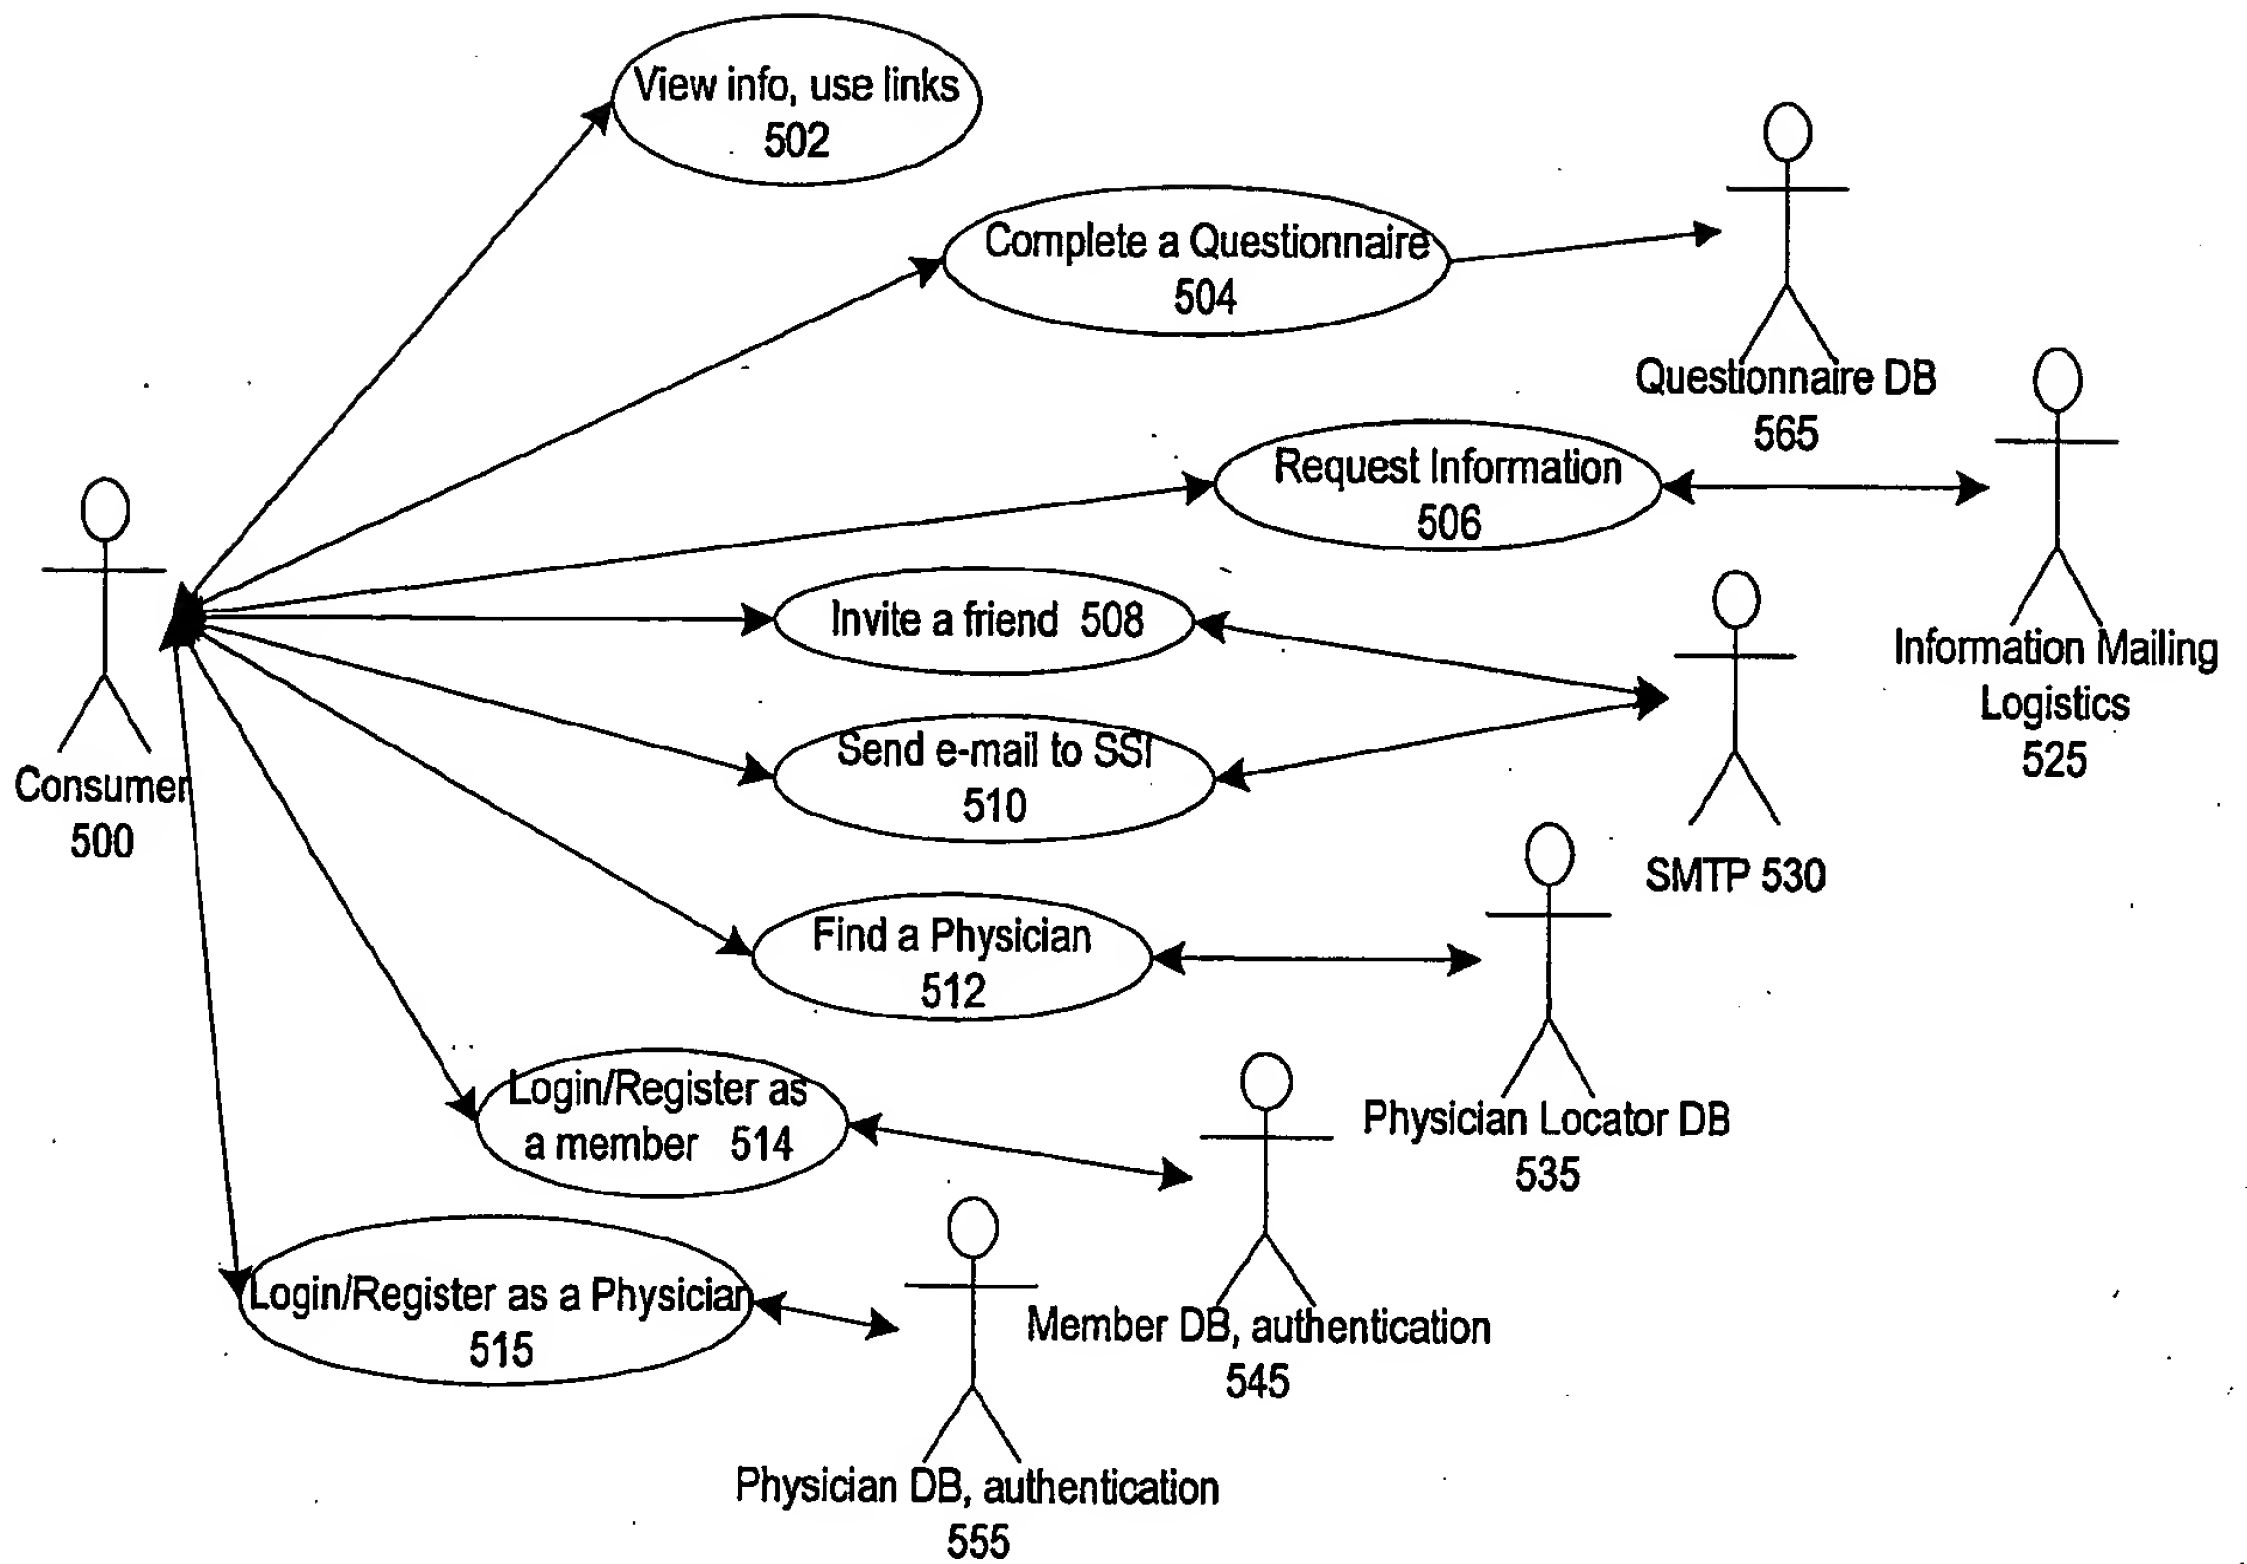 View info, use links
502
Complete a Questionnaire
504
Questionnaire DB
565
Request Information
506
Invite a friend 508
Information Mailing
Logistics
525
Send e-mail to SSI
510
Consumer
500
SMTP 530
Find a Physician
512
Login/Register as
a member 514
Physician Locator DB
535
Login/Register as a Physician
515
Member DB, authentication
545
Physician DB, authentication
555